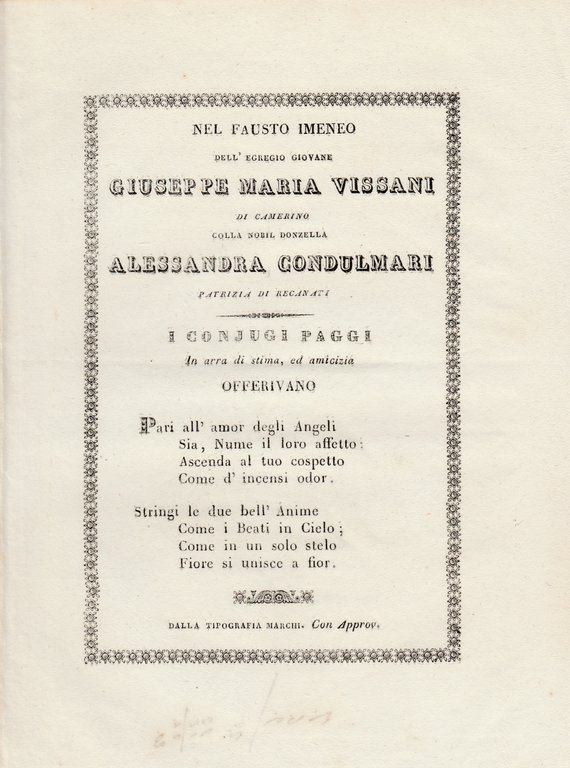 NEL FAUSTO IMENEO
DELL' EGREGIO GIOVANE
GIUSEPPE MARIA VISSANI
DI CAMERINO
COLLA NOBIL DONZELLA
ALESSANDRA CONDULMARI
PATRIZIA DI RECANATI
I CONJUGI PAGGI
In arra di stima, ed amicizia
OFFERIVANO
Pari all' amor degli Angeli
Sia, Nume il loro affetto:
Ascenda al tuo cospetto
Come d' incensi odor.
Stringi le due bell' Anime
Come i Beati in Cielo;
Come in un solo stelo
Fiore si unisce a fior.
DALLA TIPOGRAFIA MARCHI. Con Approv.